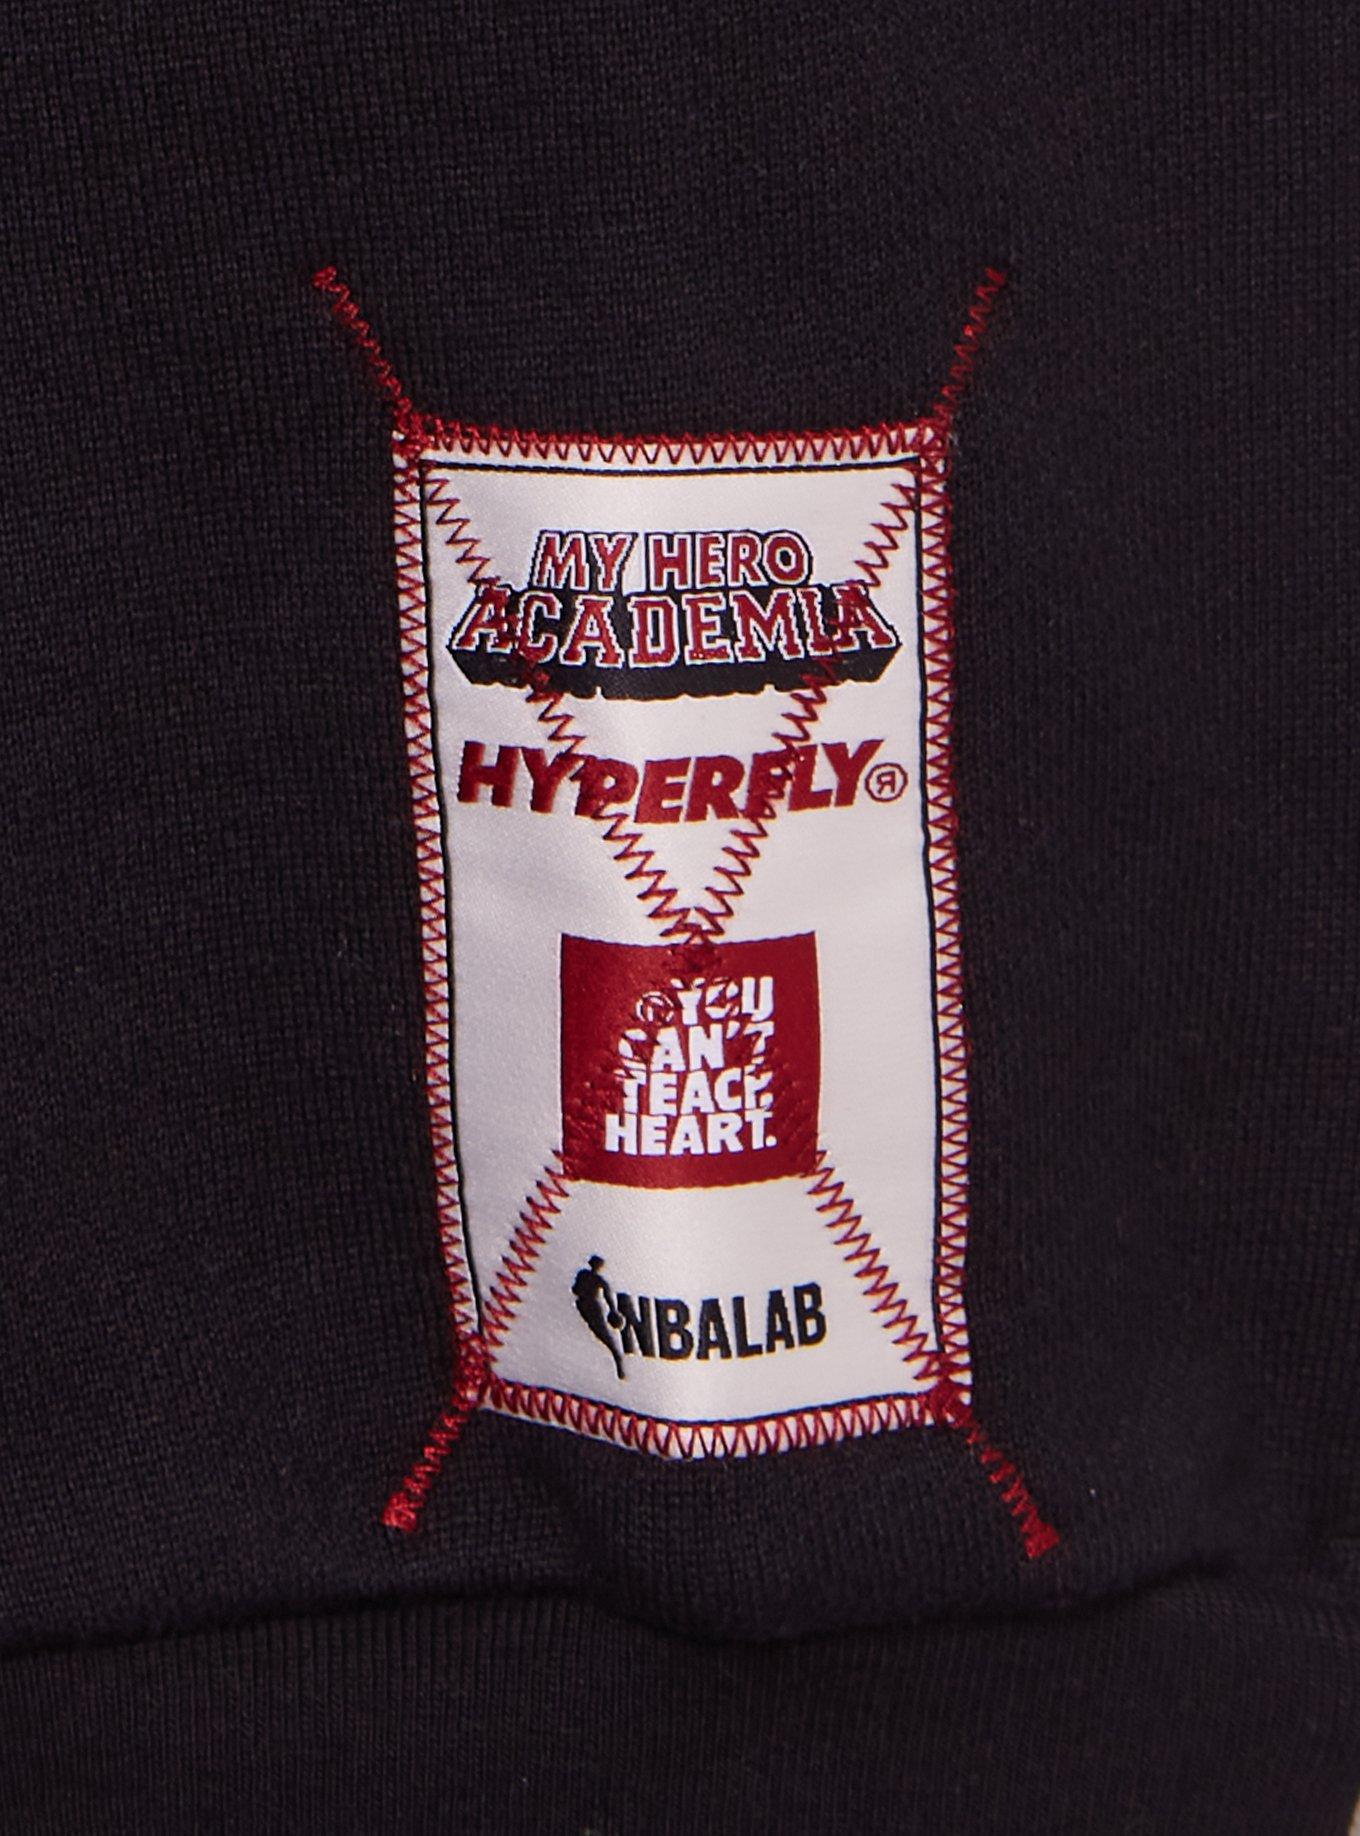 MY HERO
ACADEMIA
HYPERFLY®
YOU
CAN'T
TEACH
HEART.
NBALAB